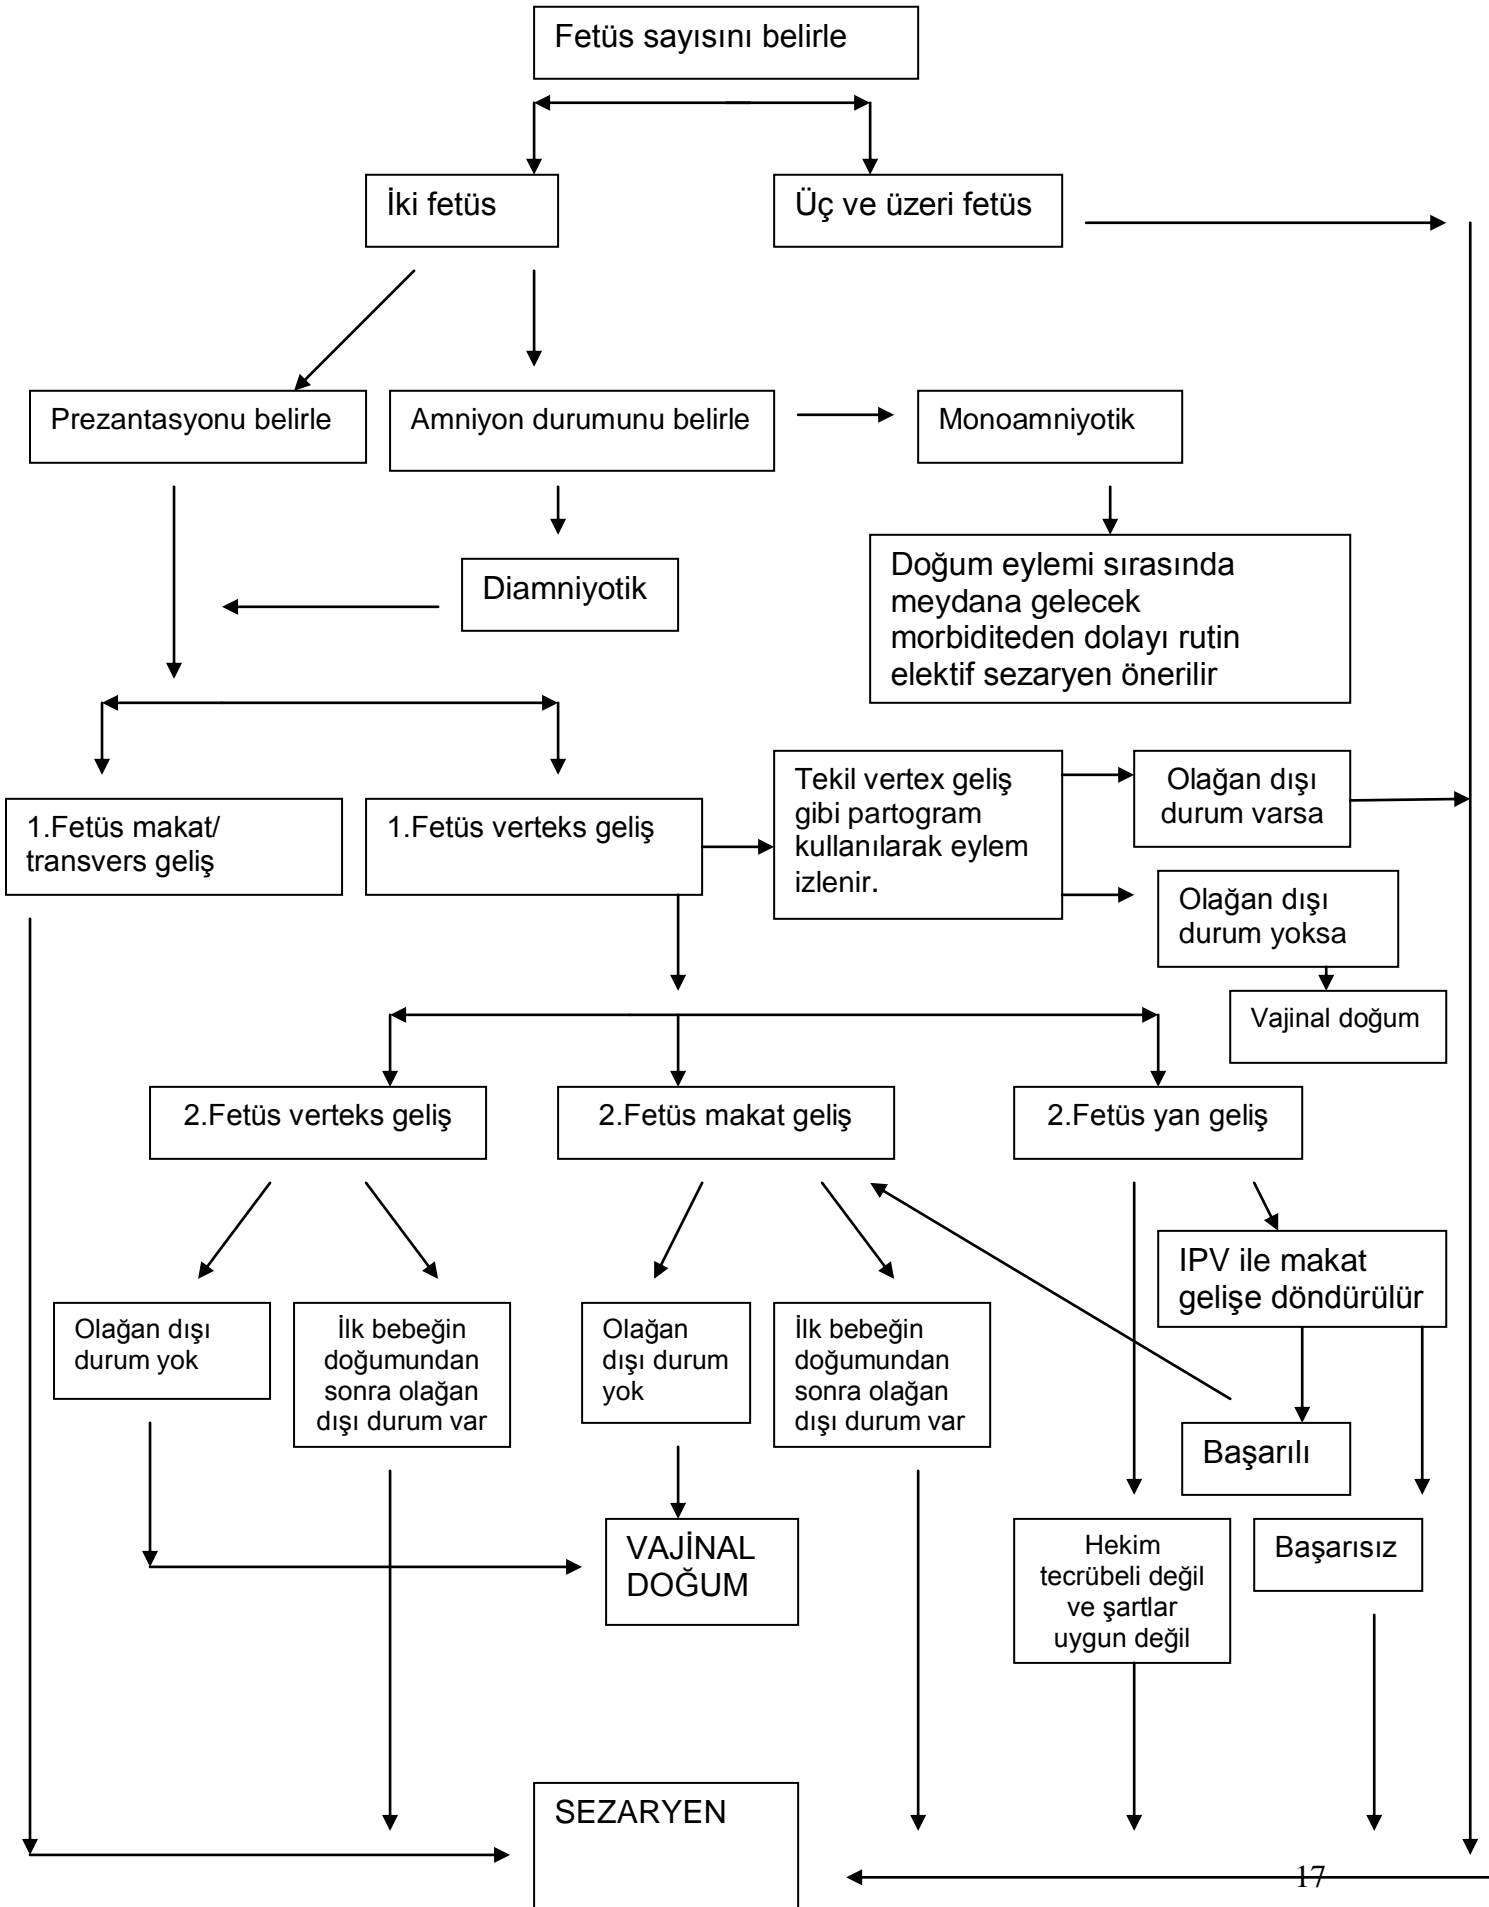 Fetüs sayısını belirle
İki fetüs
Üç ve üzeri fetüs
Prezantasyonu belirle
Amniyon durumunu belirle
Monoamniyotik
Diamniyotik
Doğum eylemi sırasında
meydana gelecek
morbiditeden dolayı rutin
elektif sezaryen önerilir
1.Fetüs makat/
transvers geliş
1.Fetüs verteks geliş
Tekil vertex geliş
gibi partogram
kullanılarak eylem
izlenir.
Olağan dışı
durum varsa
Olağan dışı
durum yoksa
Vajinal doğum
2.Fetüs verteks geliş
2.Fetüs makat geliş
2.Fetüs yan geliş
IPV ile makat
gelişe döndürülür
Olağan dışı
durum yok
İlk bebeğin
doğumundan
sonra olağan
dışı durum var
Olağan
dışı durum
yok
İlk bebeğin
doğumundan
sonra olağan
dışı durum var
Başarılı
VAJİNAL
DOĞUM
Hekim
tecrübeli değil
ve şartlar
uygun değil
Başarısız
SEZARYEN
17